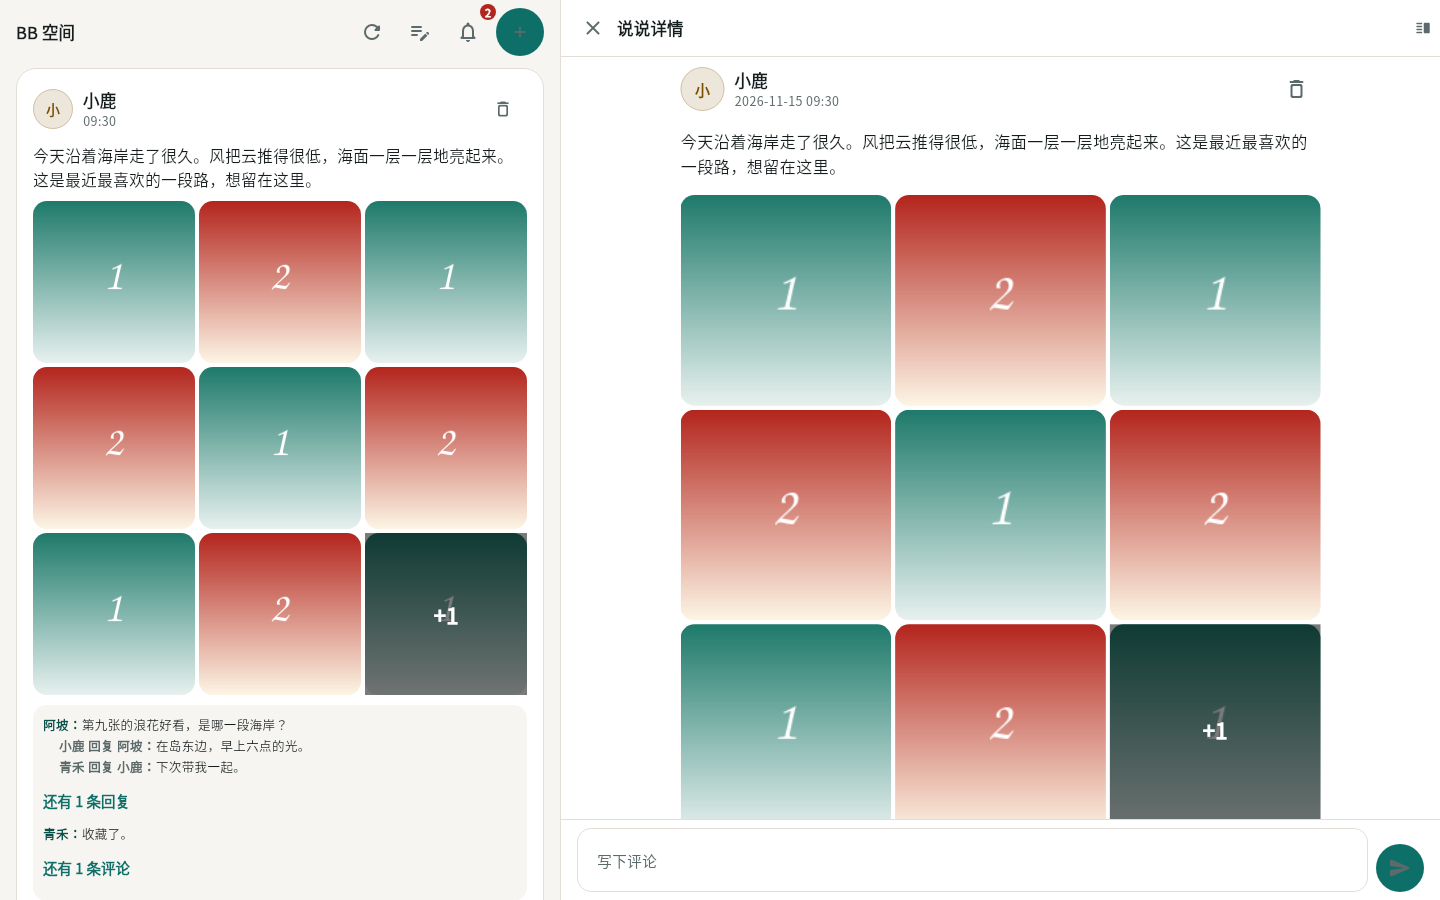 BB 空间
2
小
小鹿
09:30
今天沿着海岸走了很久。风把云推得很低，海面一层一层地亮起来。
这是最近最喜欢的一段路，想留在这里。
1
2
1
2
1
2
1
2
+1
阿坡：第九张的浪花好看，是哪一段海岸？
小鹿 回复 阿坡：在岛东边，早上六点的光。
青禾 回复 小鹿：下次带我一起。
还有 1 条回复
青禾：收藏了。
还有 1 条评论
说说详情
小
小鹿
2026-11-15 09:30
今天沿着海岸走了很久。风把云推得很低，海面一层一层地亮起来。这是最近最喜欢的
一段路，想留在这里。
1
2
1
2
1
2
1
2
1
+1
写下评论